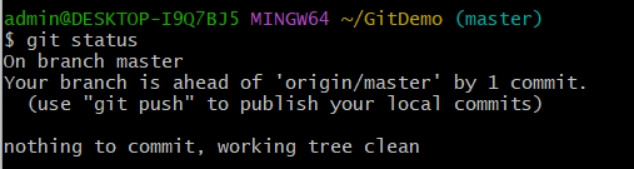 admin@DESKTOP-I9Q7BJ5 MINGW64 ~/GitDemo (master)
$ git status
On branch master
Your branch is ahead of 'origin/master' by 1 commit.
  (use "git push" to publish your local commits)

nothing to commit, working tree clean